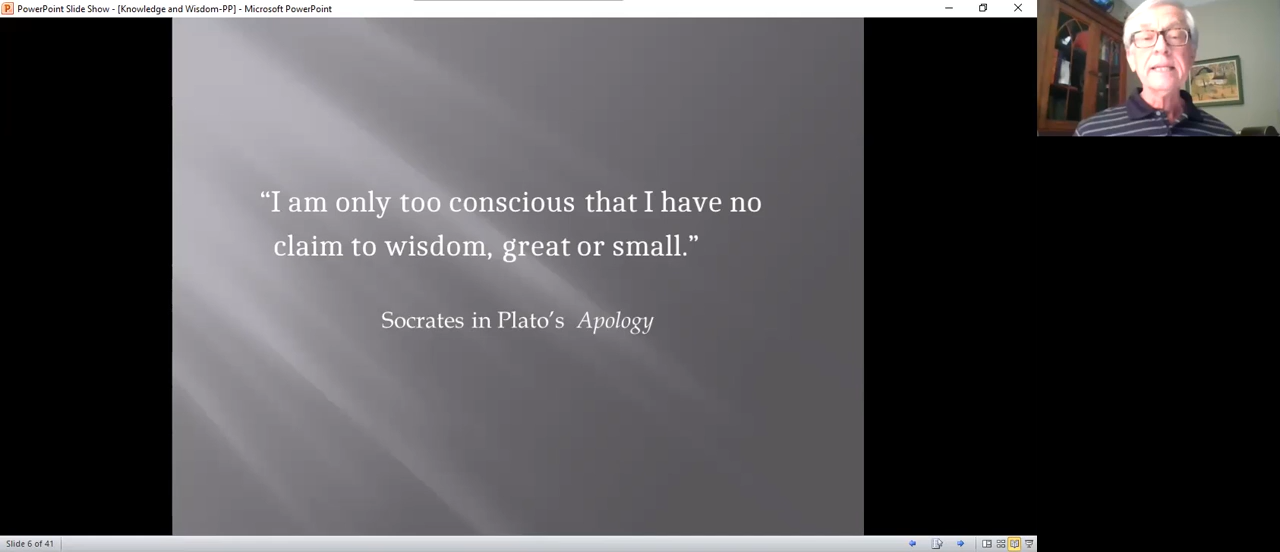 PowerPoint Slide Show - [Knowledge and Wisdom-PP] - Microsoft PowerPoint
“I am only too conscious that I have no
claim to wisdom, great or small.”
Socrates in Plato’s Apology
Slide 6 of 41